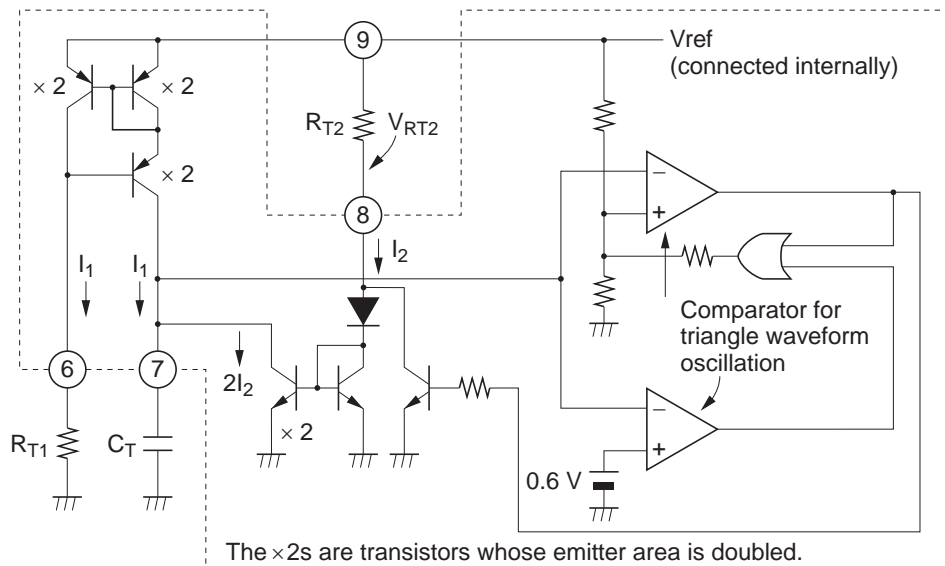 9
Vref
(connected internally)
× 2
× 2
RT2
VRT2
× 2
−
+
8
I2
I1
I1
Comparator for
triangle waveform
oscillation
6
7
2I2
× 2
−
+
RT1
CT
0.6 V
The ×2s are transistors whose emitter area is doubled.